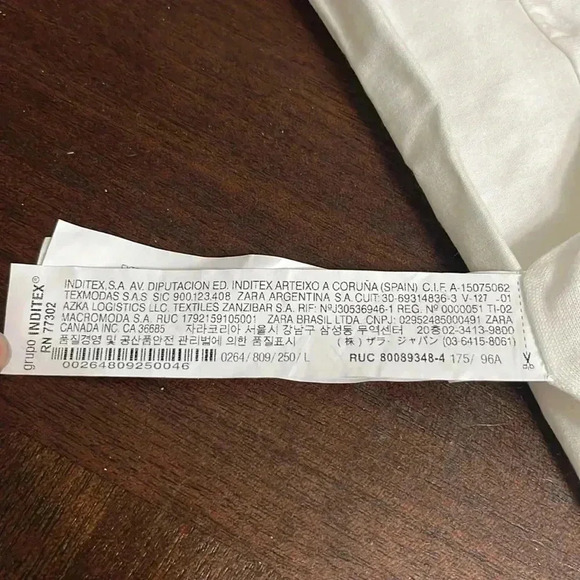 grupo INDITEX®
RN 77302
INDITEX,S.A AV. DIPUTACION ED. INDITEX ARTEIXO A CORUÑA (SPAIN) C.I.F. A-15075062
TEXMODAS S.A.S SIC 900.123.408 ZARA ARGENTINA S.A. CUIT: 30-69314836-3 V-127 -01
AZKA LOGISTICS LLC. TEXTILES ZANZIBAR S.A. RIF: NºJ30536946-1 REG. Nº 0000051 TI-02
MACROMODA S.A. RUC 1792159105001 ZARA BRASIL LTDA. CNPJ: 02952485000491 ZARA
CANADA INC. CA 36685 자라코리아 서울시 강남구 삼성동 무역센터 20층 02-3413-9800
품질경영 및 공산품안전 관리법에 의한 품질표시 (株) ザラ・ジャパン (03-6415-8061)
0264/ 809/ 250/ L RUC 80089348-4 175/ 96A
00264809250046